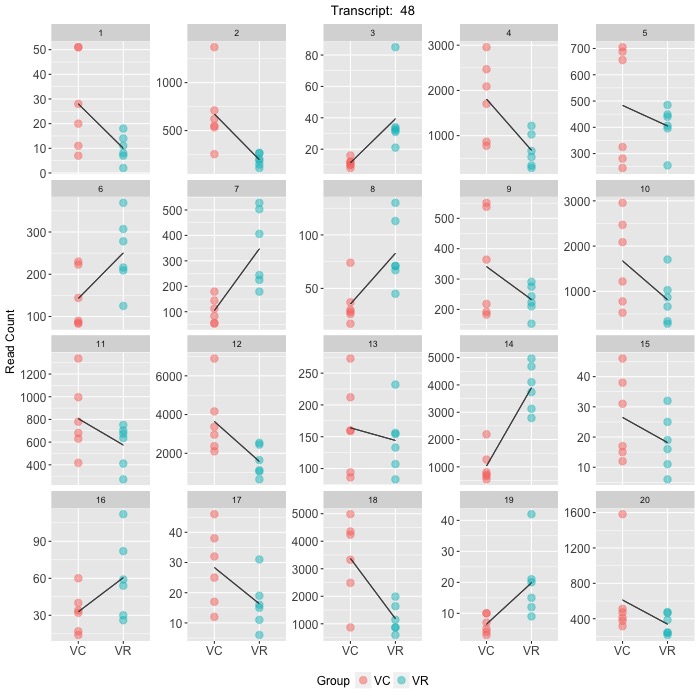 Transcript: 48
1 2 3 4 5
50 40 30 20 10 0
1000 500
80 60 40 20
3000 2000 1000
700 600 500 400 300
6 7 8 9 10
300 200 100
500 400 300 200 100
100 50
500 400 300 200
3000 2000 1000
Read Count
11 12 13 14 15
1200 1000 800 600 400
6000 4000 2000
250 200 150 100
5000 4000 3000 2000 1000
40 30 20 10
16 17 18 19 20
90 60 30
40 30 20 10
5000 4000 3000 2000 1000
40 30 20 10
1600 1200 800 400
VC VR VC VR VC VR VC VR VC VR
Group VC VR